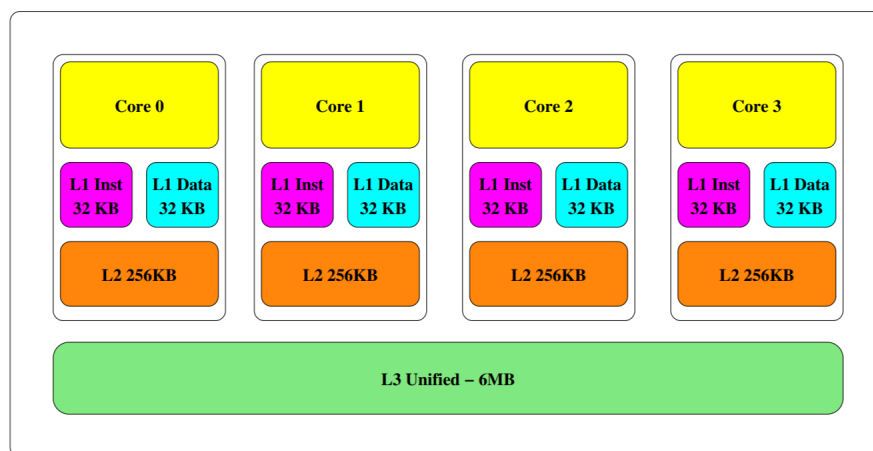 Core 0
Core 1
Core 2
Core 3
L1 Inst
32 KB
L1 Data
32 KB
L1 Inst
32 KB
L1 Data
32 KB
L1 Inst
32 KB
L1 Data
32 KB
L1 Inst
32 KB
L1 Data
32 KB
L2 256KB
L2 256KB
L2 256KB
L2 256KB
L3 Unified − 6MB